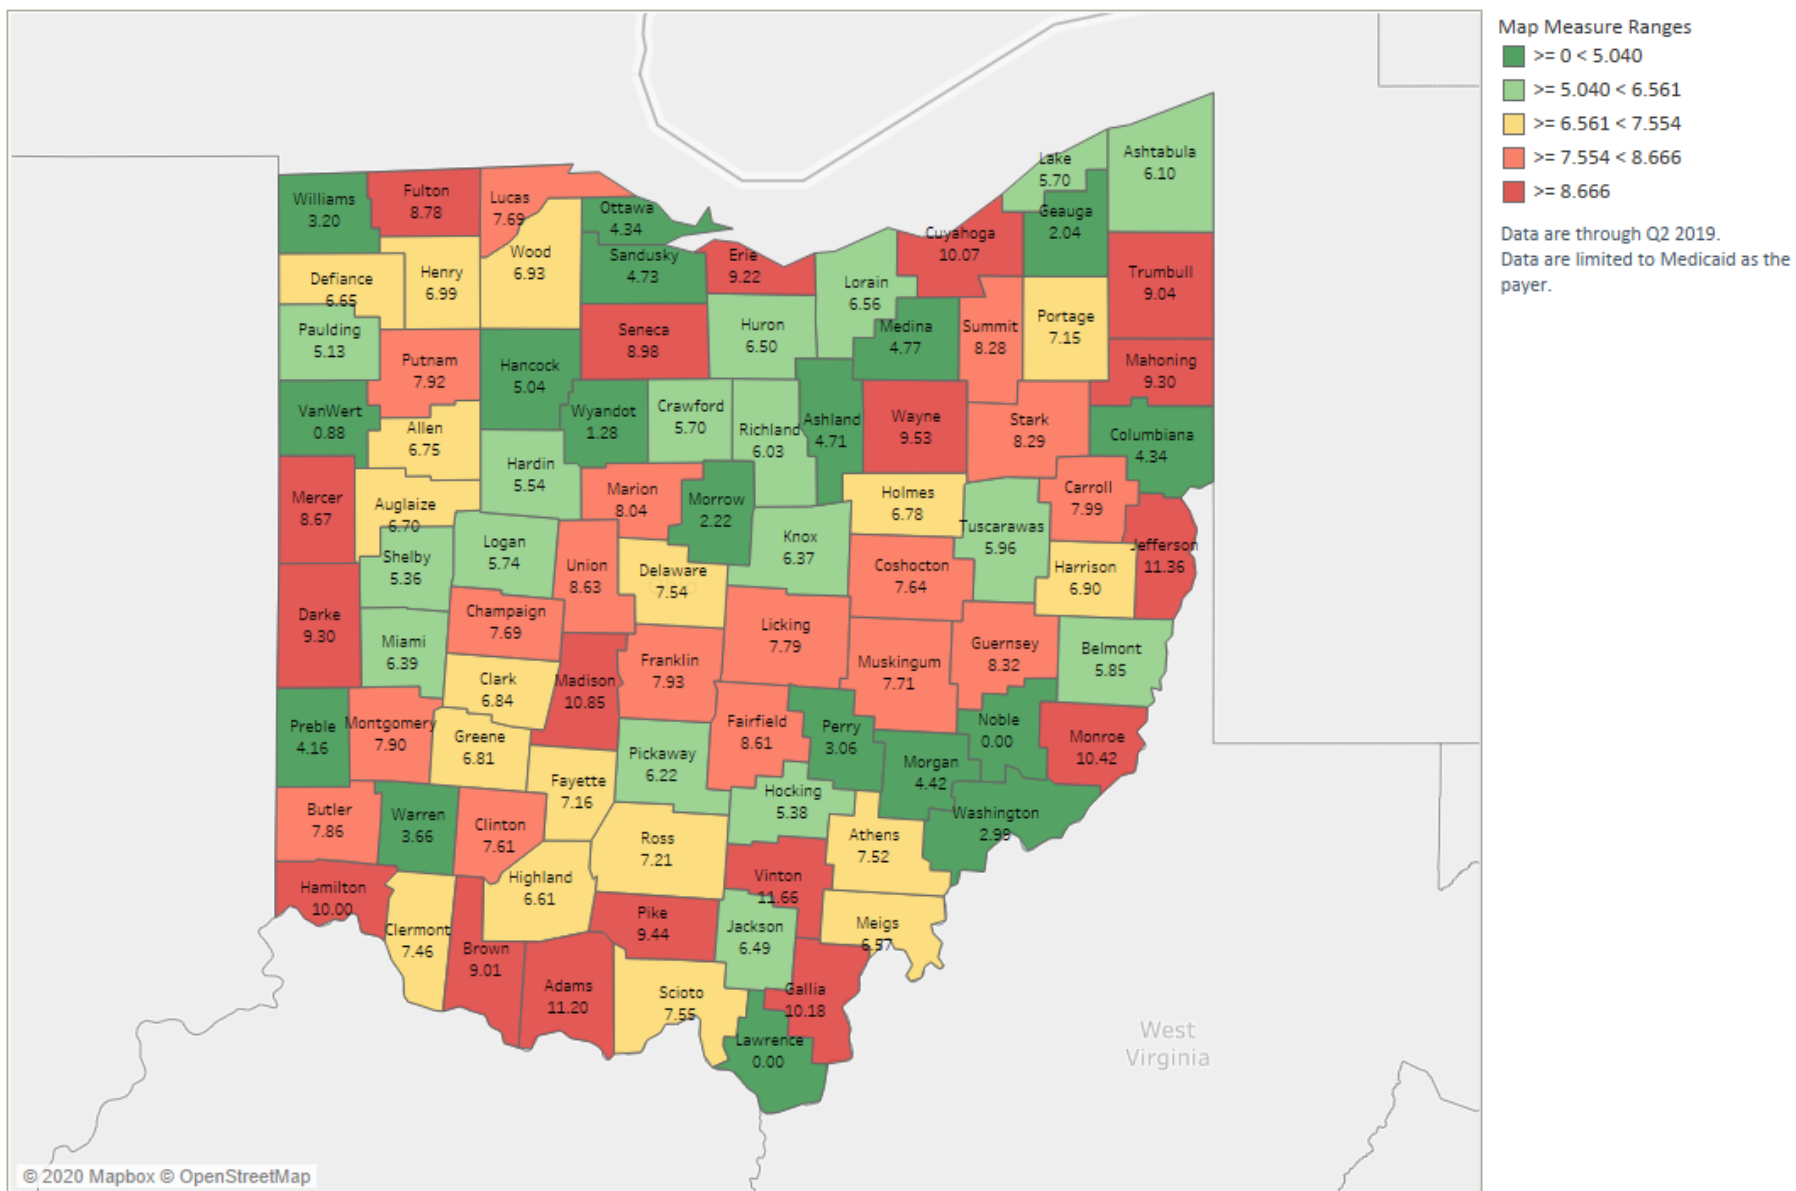 Map Measure Ranges
>= 0 < 5.040
>= 5.040 < 6.561
>= 6.561 < 7.554
>= 7.554 < 8.666
>= 8.666
Data are through Q2 2019.
Data are limited to Medicaid as the
payer.
Williams
3.20
Fulton
8.78
Lucas
7.69
Wood
6.93
Ottawa
4.34
Sandusky
4.73
Erie
9.22
Lorain
6.56
Cuyahoga
10.07
Lake
5.70
Geauga
2.04
Ashtabula
6.10
Trumbull
9.04
Defiance
6.65
Henry
6.99
Paulding
5.13
Putnam
7.92
Hancock
5.04
Seneca
8.98
Huron
6.50
Medina
4.77
Summit
8.28
Portage
7.15
Mahoning
9.30
VanWert
0.88
Allen
6.75
Wyandot
1.28
Crawford
5.70
Richland
6.03
Ashland
4.71
Wayne
9.53
Stark
8.29
Columbiana
4.34
Mercer
8.67
Auglaize
6.70
Hardin
5.54
Marion
8.04
Morrow
2.22
Holmes
6.78
Carroll
7.99
Tuscarawas
5.96
Jefferson
11.36
Shelby
5.36
Logan
5.74
Union
8.63
Delaware
7.54
Knox
6.37
Coshocton
7.64
Harrison
6.90
Darke
9.30
Miami
6.39
Champaign
7.69
Licking
7.79
Guernsey
8.32
Belmont
5.85
Clark
6.84
Madison
10.85
Franklin
7.93
Muskingum
7.71
Preble
4.16
Montgomery
7.90
Greene
6.81
Fairfield
8.61
Perry
3.06
Noble
0.00
Monroe
10.42
Pickaway
6.22
Fayette
7.16
Hocking
5.38
Morgan
4.42
Butler
7.86
Warren
3.66
Clinton
7.61
Ross
7.21
Athens
7.52
Washington
2.99
Hamilton
10.00
Highland
6.61
Vinton
11.66
Clermont
7.46
Brown
9.01
Pike
9.44
Jackson
6.49
Meigs
6.57
Adams
11.20
Scioto
7.55
Gallia
10.18
Lawrence
0.00
West
Virginia
© 2020 Mapbox © OpenStreetMap